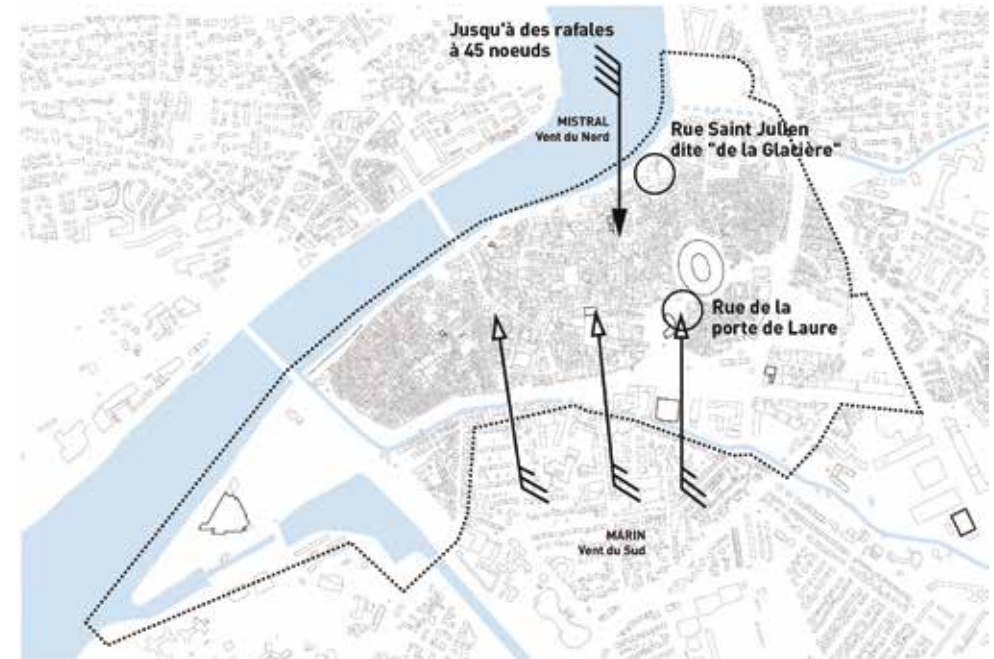 Jusqu'à des rafales
à 45 noeuds
MISTRAL
Vent du Nord
Rue Saint Julien
dite "de la Glacière"
Rue de la
porte de Laure
MARIN
Vent du Sud